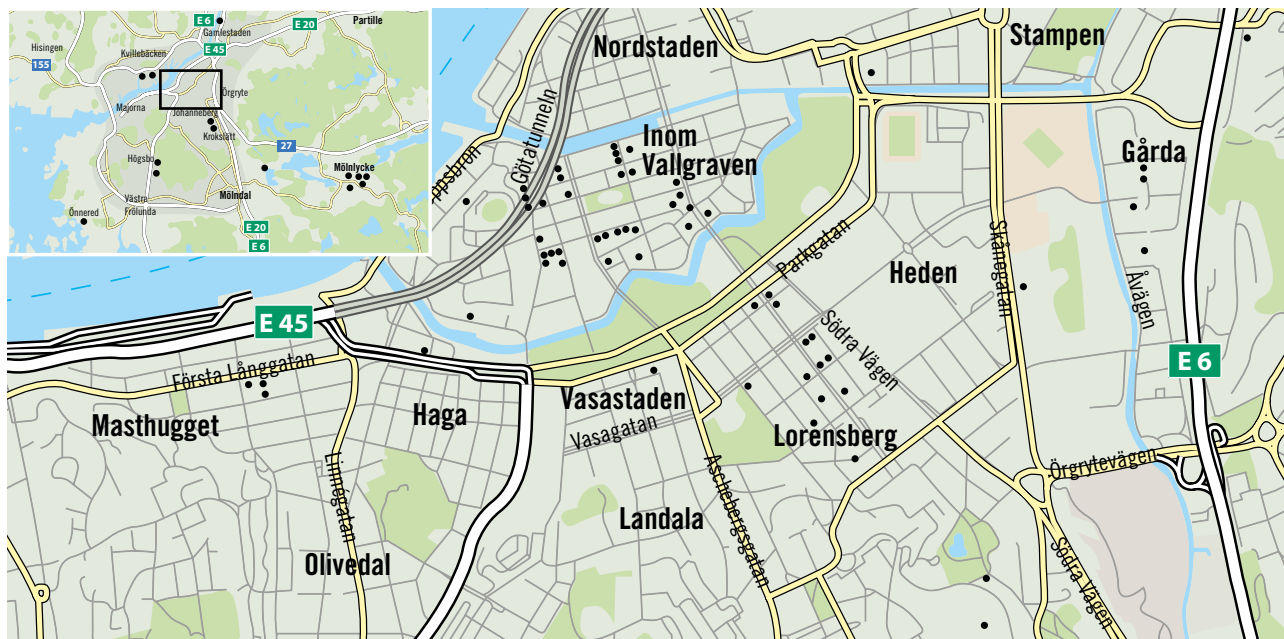 E 6
E 20
Partille
Gamlestaden
Hisingen
Kvillebäcken
E 45
155
Majorna
Örgryte
Johanneberg
Krokslätt
27
Högsbo
Mölnlycke
Västra
Frölunda
Mölndal
Önnered
E 20
E 6
Nordstaden
Stampen
Götatunneln
Inom
Vallgraven
Gårda
ppsbron
Parkgatan
Skånegatan
Heden
Åvägen
E 45
Södra Vägen
E 6
Första Långgatan
Masthugget
Haga
Vasastaden
Vasagatan
Lorensberg
Linnégatan
Aschebergsgatan
Örgrytevägen
Landala
Olivedal
Södra Vägen